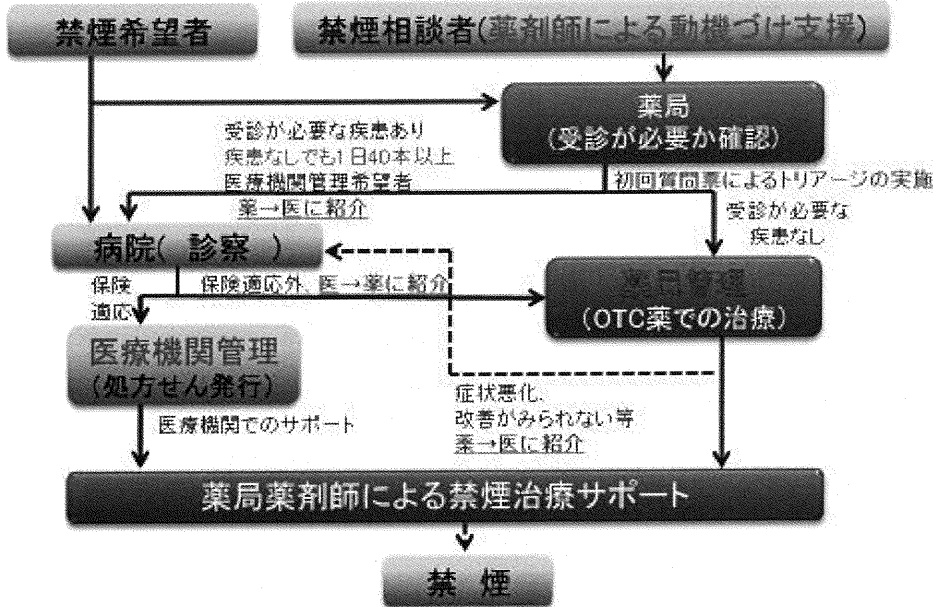 禁煙希望者
禁煙相談者(薬剤師による動機づけ支援)
薬局
(受診が必要か確認)
受診が必要な疾患あり
疾患なしでも1日40本以上
医療機関管理希望者
薬→医に紹介
初回質問薬によるトリアージの実施
受診が必要な
疾患なし
病院( 診察 )
保険
適応
保険適応外、医→薬に紹介
薬局管理
(OTC薬での治療)
医療機関管理
(処方せん発行)
医療機関でのサポート
症状悪化、
改善がみられない等
薬→医に紹介
薬局薬剤師による禁煙治療サポート
禁 煙